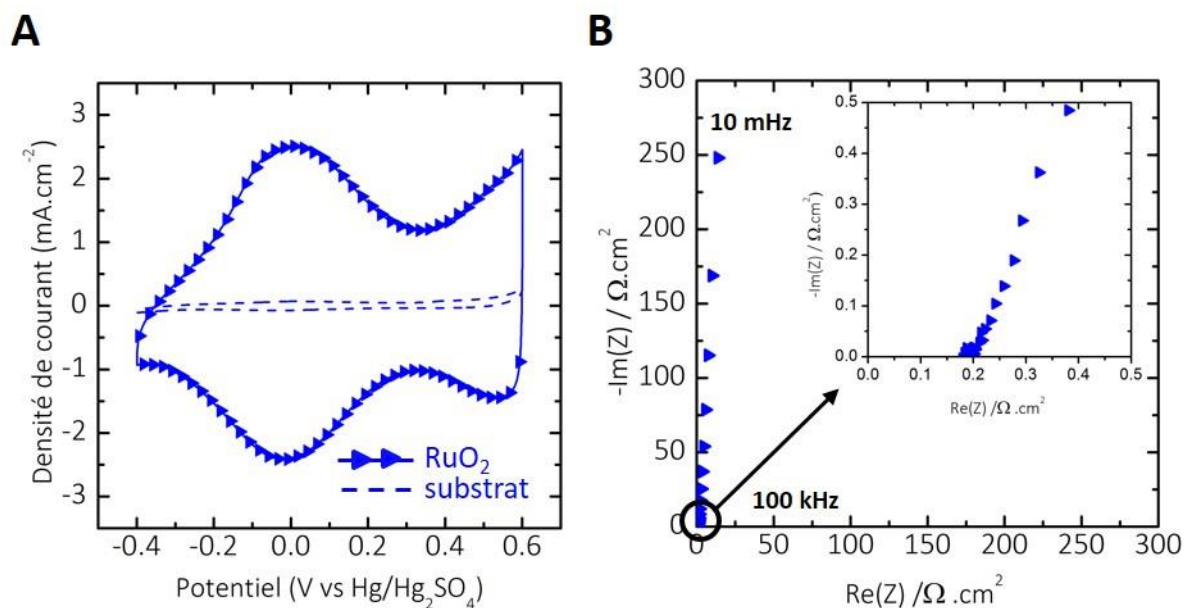 A
Densité de courant (mA.cm⁻²)
3
2
1
0
-1
-2
-3
RuO₂
substrat
-0.4 -0.2 0.0 0.2 0.4 0.6
Potentiel (V vs Hg/Hg₂SO₄)
B
-Im(Z) / Ω.cm²
300
250
200
150
100
50
0
10 mHz
100 kHz
0 50 100 150 200 250 300
Re(Z) /Ω.cm²
-Im(Z) / Ω.cm²
0.5
0.4
0.3
0.2
0.1
0.0
0.0 0.1 0.2 0.3 0.4 0.5
Re(Z) /Ω .cm²